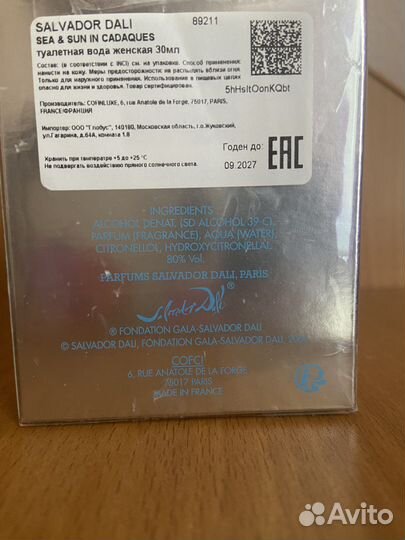 SALVADOR DALI 89211
SEA & SUN IN CADAQUES
туалетная вода женская 30мл
Состав: (в соответствии с INCI) см. на упаковке. Способ применения:
нанести на кожу. Меры предосторожности: не распылять вблизи огня.
Только для наружного применения. Использование в пищевых целях
опасно для жизни и здоровья. Товар сертифицирован.
5hHsItOonKQbt
Производитель: COFINLUXE, 6, rue Anatole de la Forge, 75017, PARIS,
FRANCE/ФРАНЦИЯ
Импортер: ООО "Глобус", 140180, Московская область, г.о.Жуковский,
ул.Гагарина, д.64А, комната 1.8
Годен до:
09.2027
EAC
Хранить при температре +5 до +25 °C
Не подвергать воздействию прямого солнечного света.
INGREDIENTS
ALCOHOL DENAT. (SD ALCOHOL 39-C),
PARFUM (FRAGRANCE), AQUA (WATER),
CITRONELLOL, HYDROXYCITRONELLAL.
80% Vol.
PARFUMS SALVADOR DALI, PARIS
Salvador Dali ®
® FONDATION GALA-SALVADOR DALI
© SALVADOR DALI, FONDATION GALA-SALVADOR DALI,
COFCI
6, RUE ANATOLE DE LA FORGE
75017 PARIS
MADE IN FRANCE
Avito